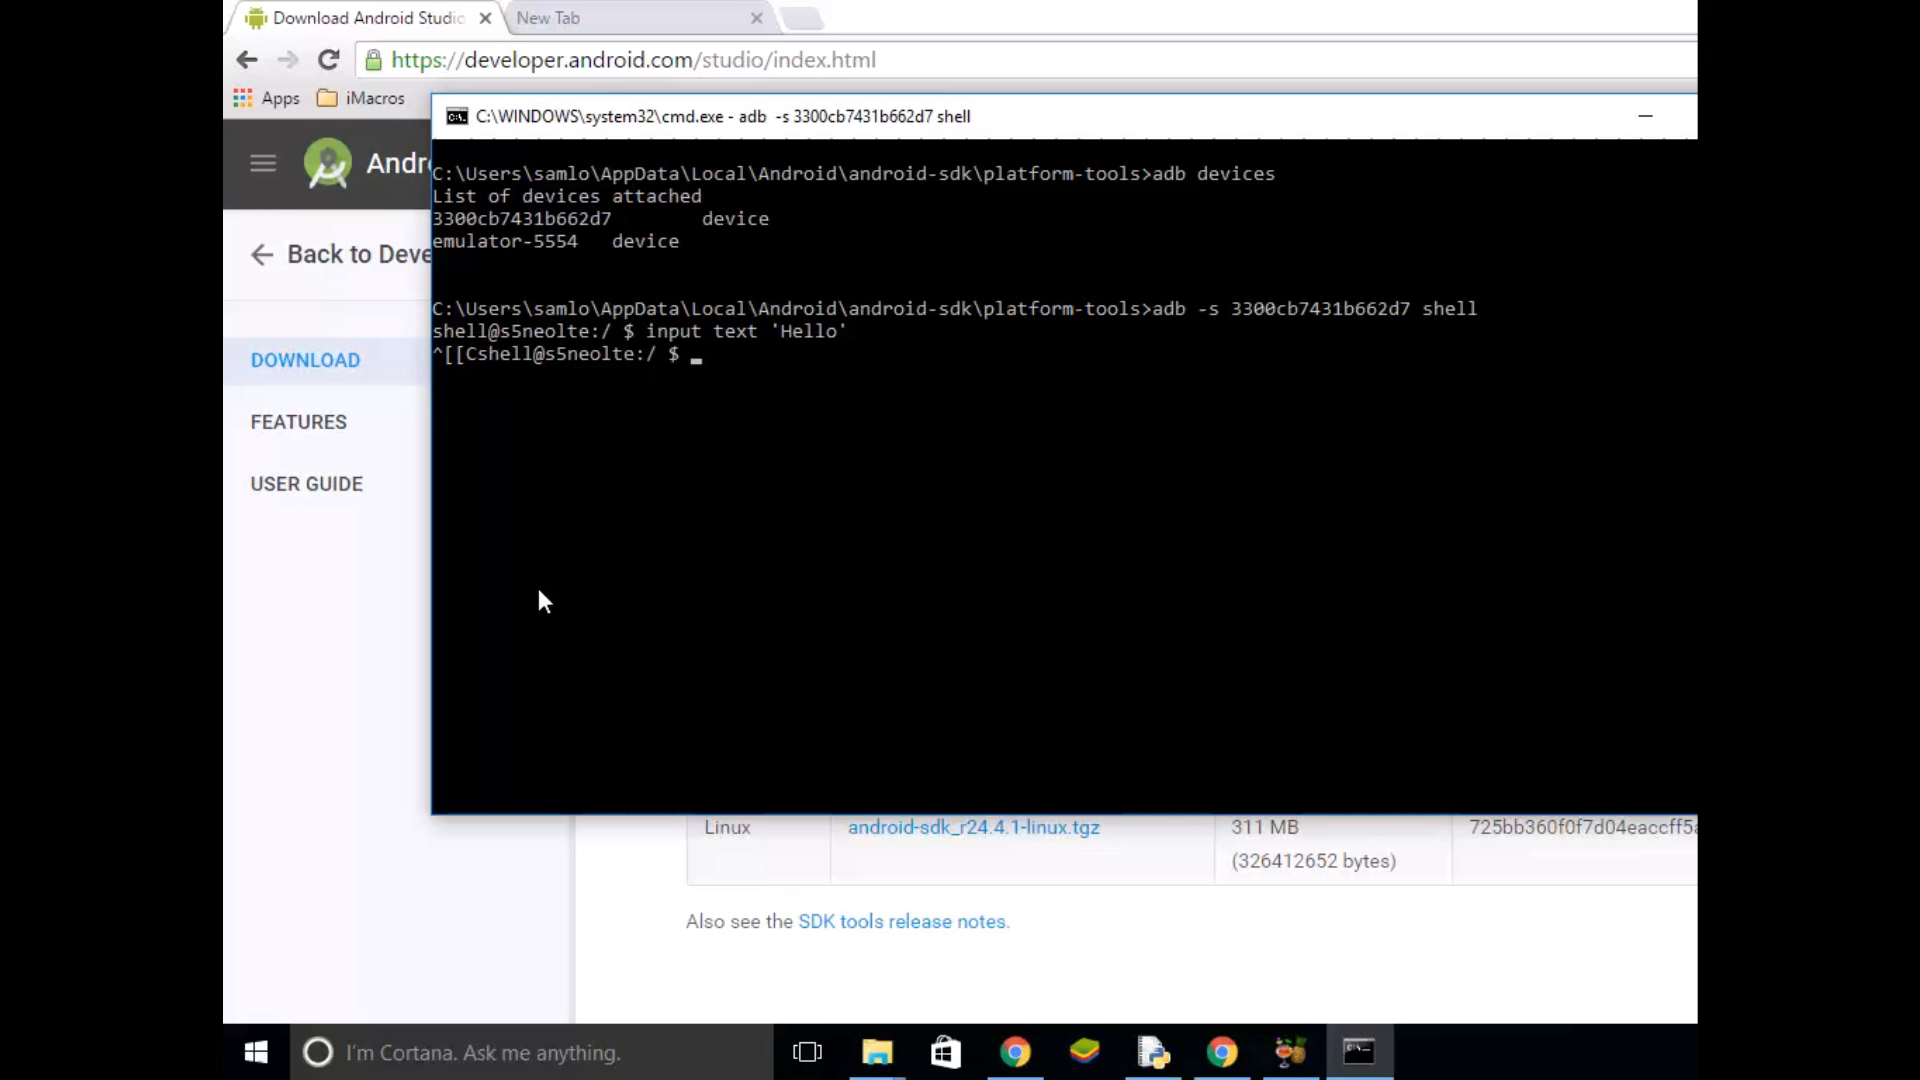 Download Android Studio
New Tab
https://developer.android.com/studio/index.html
Apps
iMacros
C:\WINDOWS\system32\cmd.exe - adb  -s 3300cb7431b662d7 shell
C:\Users\samlo\AppData\Local\Android\android-sdk\platform-tools>adb devices
List of devices attached
3300cb7431b662d7        device
emulator-5554   device
C:\Users\samlo\AppData\Local\Android\android-sdk\platform-tools>adb -s 3300cb7431b662d7 shell
shell@s5neolte:/ $ input text 'Hello'
^[[Cshell@s5neolte:/ $ _
Andr
Back to Deve
DOWNLOAD
FEATURES
USER GUIDE
Linux
android-sdk_r24.4.1-linux.tgz
311 MB
(326412652 bytes)
725bb360f0f7d04eaccff5a
Also see the SDK tools release notes.
I'm Cortana. Ask me anything.